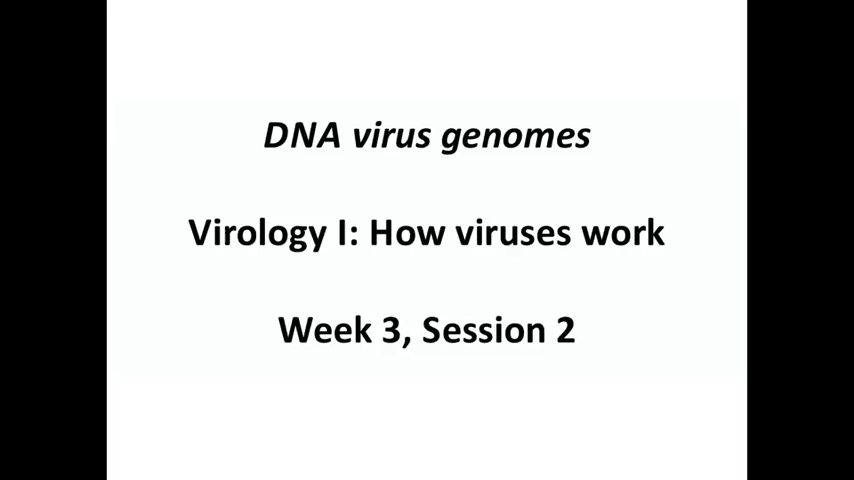 DNA virus genomes
Virology I: How viruses work
Week 3, Session 2